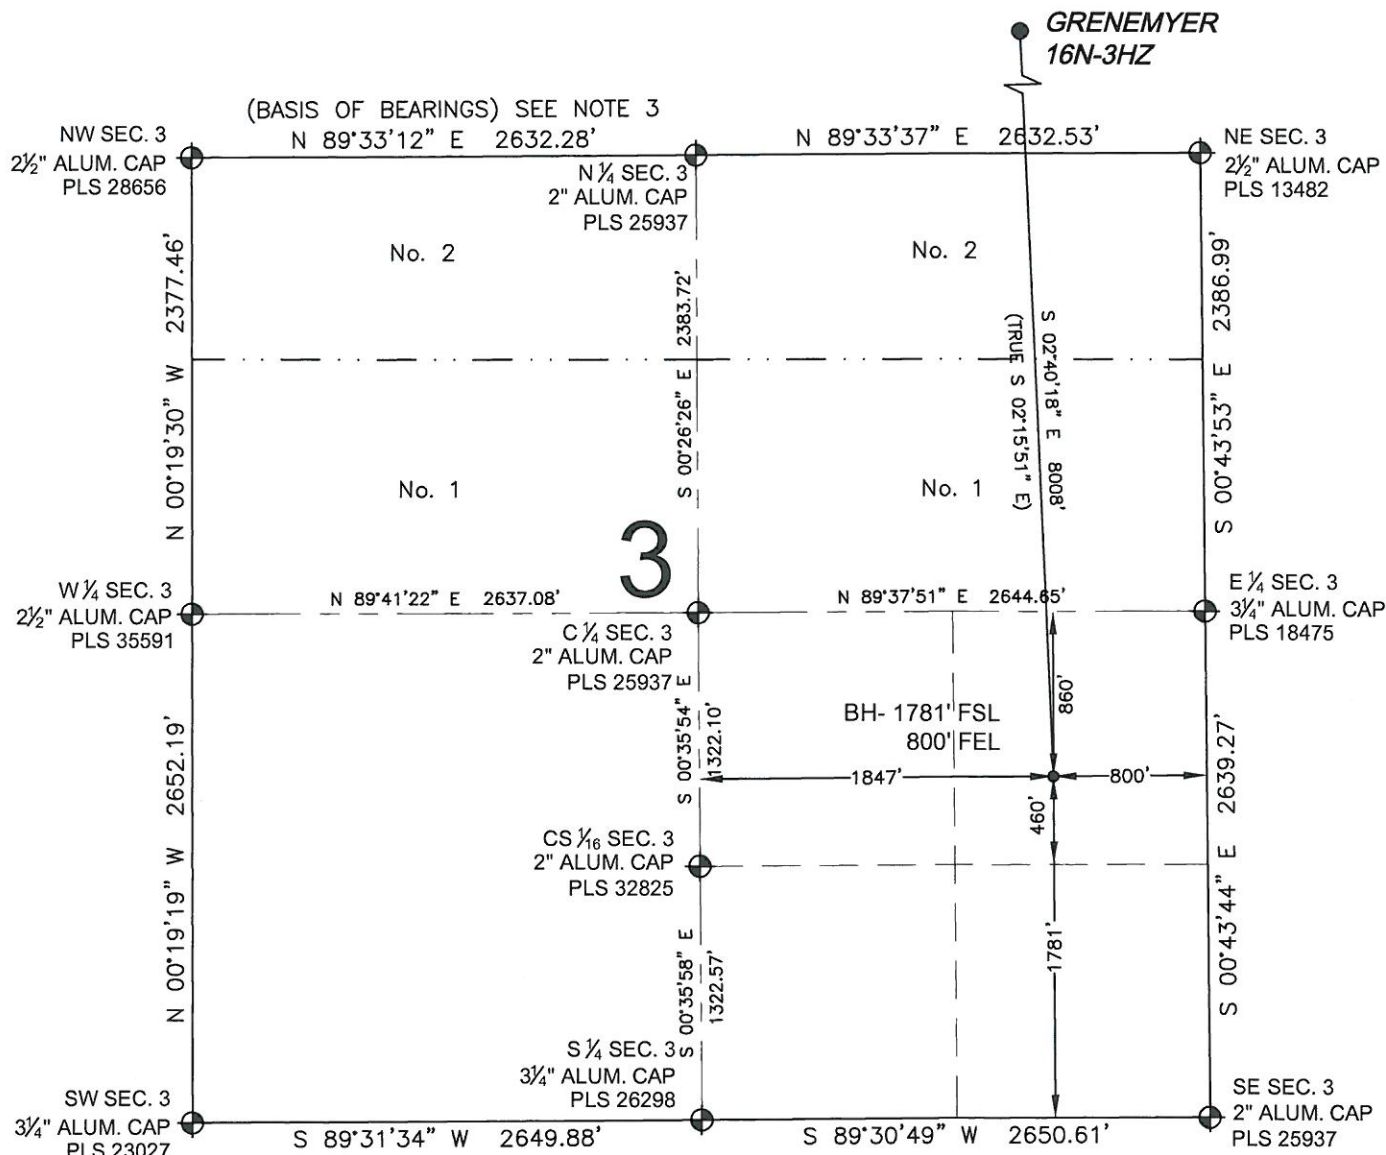 GRENEMYER
16N-3HZ
(BASIS OF BEARINGS) SEE NOTE 3
N 89°33'12" E 2632.28'
N 89°33'37" E 2632.53'
NW SEC. 3
2½" ALUM. CAP
PLS 28656
N ¼ SEC. 3
2" ALUM. CAP
PLS 25937
NE SEC. 3
2½" ALUM. CAP
PLS 13482
No. 2
No. 2
N 00°19'30" W 2377.46'
S 00°26'26" E 2383.72'
S 02°40'18" E 8008'
(TRUE S 02°15'51" E)
S 00°43'53" E 2386.99'
No. 1
No. 1
3
W ¼ SEC. 3
2½" ALUM. CAP
PLS 35591
N 89°41'22" E 2637.08'
N 89°37'51" E 2644.65'
E ¼ SEC. 3
3¼" ALUM. CAP
PLS 18475
C ¼ SEC. 3
2" ALUM. CAP
PLS 25937
S 00°35'54" E
1322.10'
860'
BH- 1781' FSL
800' FEL
1847'
800'
460'
N 00°19'19" W 2652.19'
S 00°43'44" E 2639.27'
CS 1⁄16 SEC. 3
2" ALUM. CAP
PLS 32825
S 00°35'58" E
1322.57'
1781'
S ¼ SEC. 3
3¼" ALUM. CAP
PLS 26298
SW SEC. 3
3¼" ALUM. CAP
PLS 23027
S 89°31'34" W 2649.88'
S 89°30'49" W 2650.61'
SE SEC. 3
2" ALUM. CAP
PLS 25937